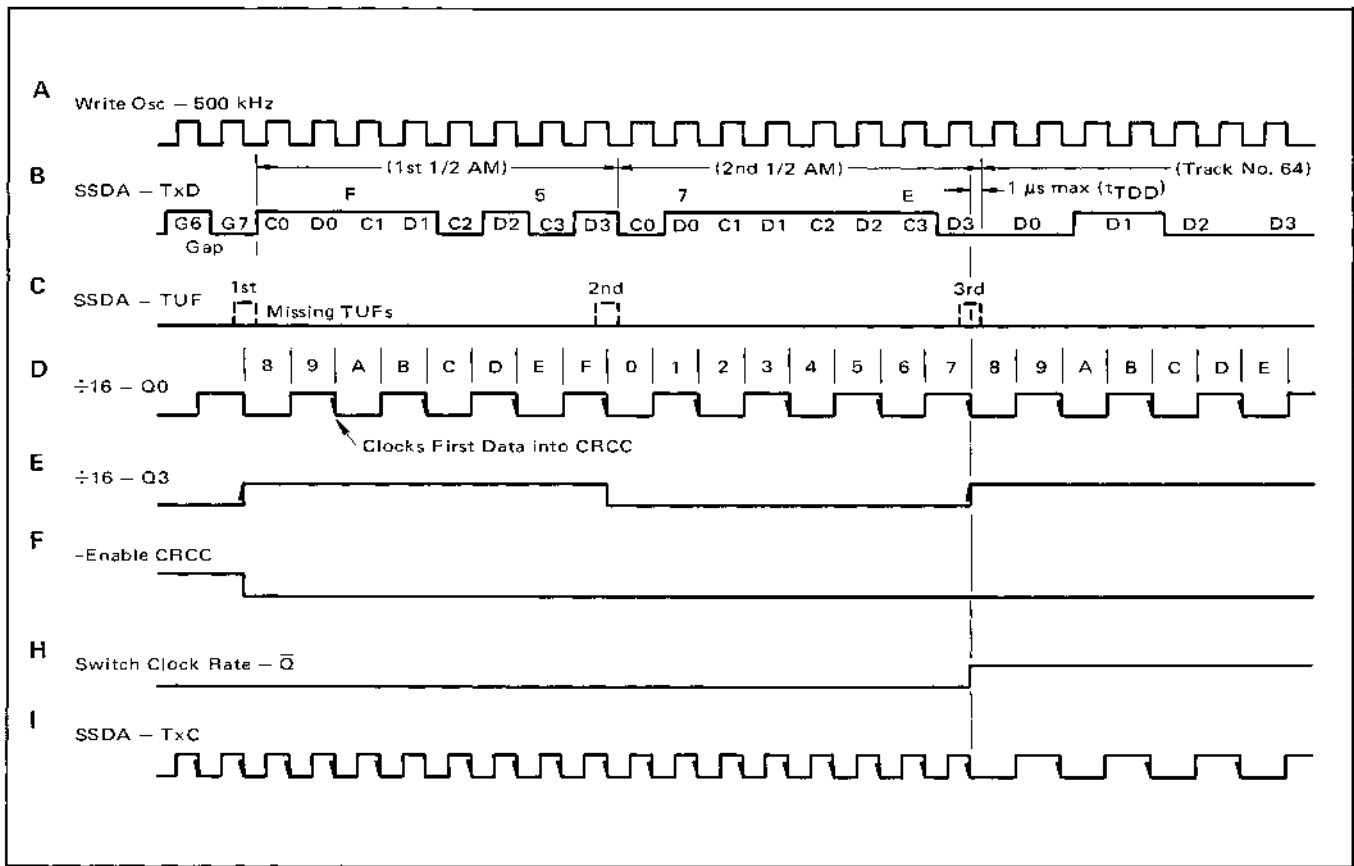 A
Write Osc – 500 kHz
(1st 1/2 AM)
(2nd 1/2 AM)
(Track No. 64)
B
SSDA – TxD
F
5
7
E
1 µs max (tTDD)
G6 G7 C0 D0 C1 D1 C2 D2 C3 D3 C0 D0 C1 D1 C2 D2 C3 D3 D0 D1 D2 D3
Gap
C
SSDA – TUF
1st
Missing TUFs
2nd
3rd
D
÷16 – Q0
8 9 A B C D E F 0 1 2 3 4 5 6 7 8 9 A B C D E
Clocks First Data into CRCC
E
÷16 – Q3
F
-Enable CRCC
H
Switch Clock Rate – Q̅
I
SSDA – TxC